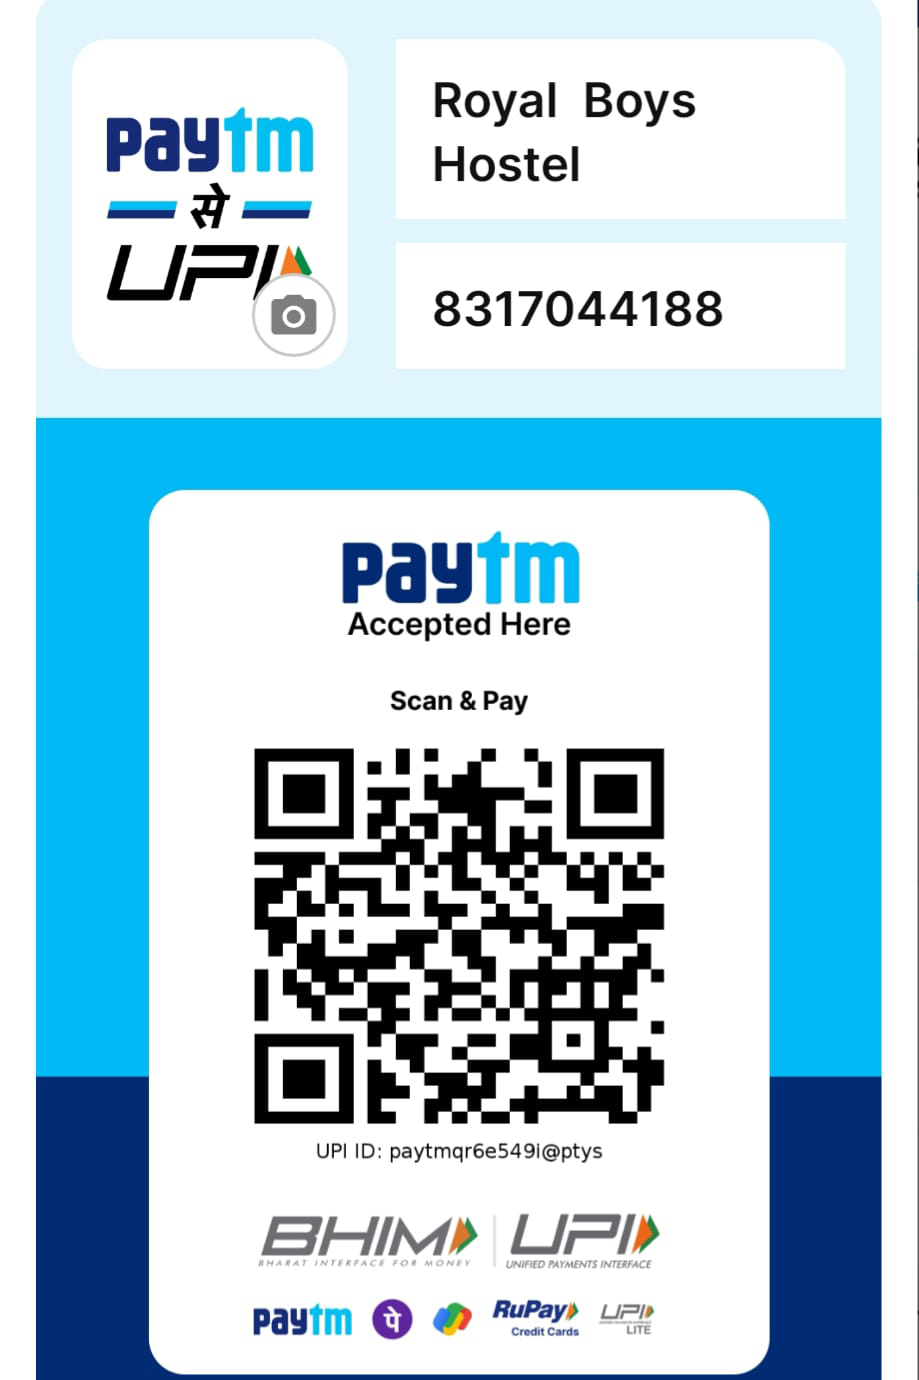 paytm
से
UPI
Royal Boys
Hostel
8317044188
paytm
Accepted Here
Scan & Pay
UPI ID: paytmqr6e549i@ptys
BHIM UPI
BHARAT INTERFACE FOR MONEY UNIFIED PAYMENTS INTERFACE
paytm पे RuPay UPI
Credit Cards LITE